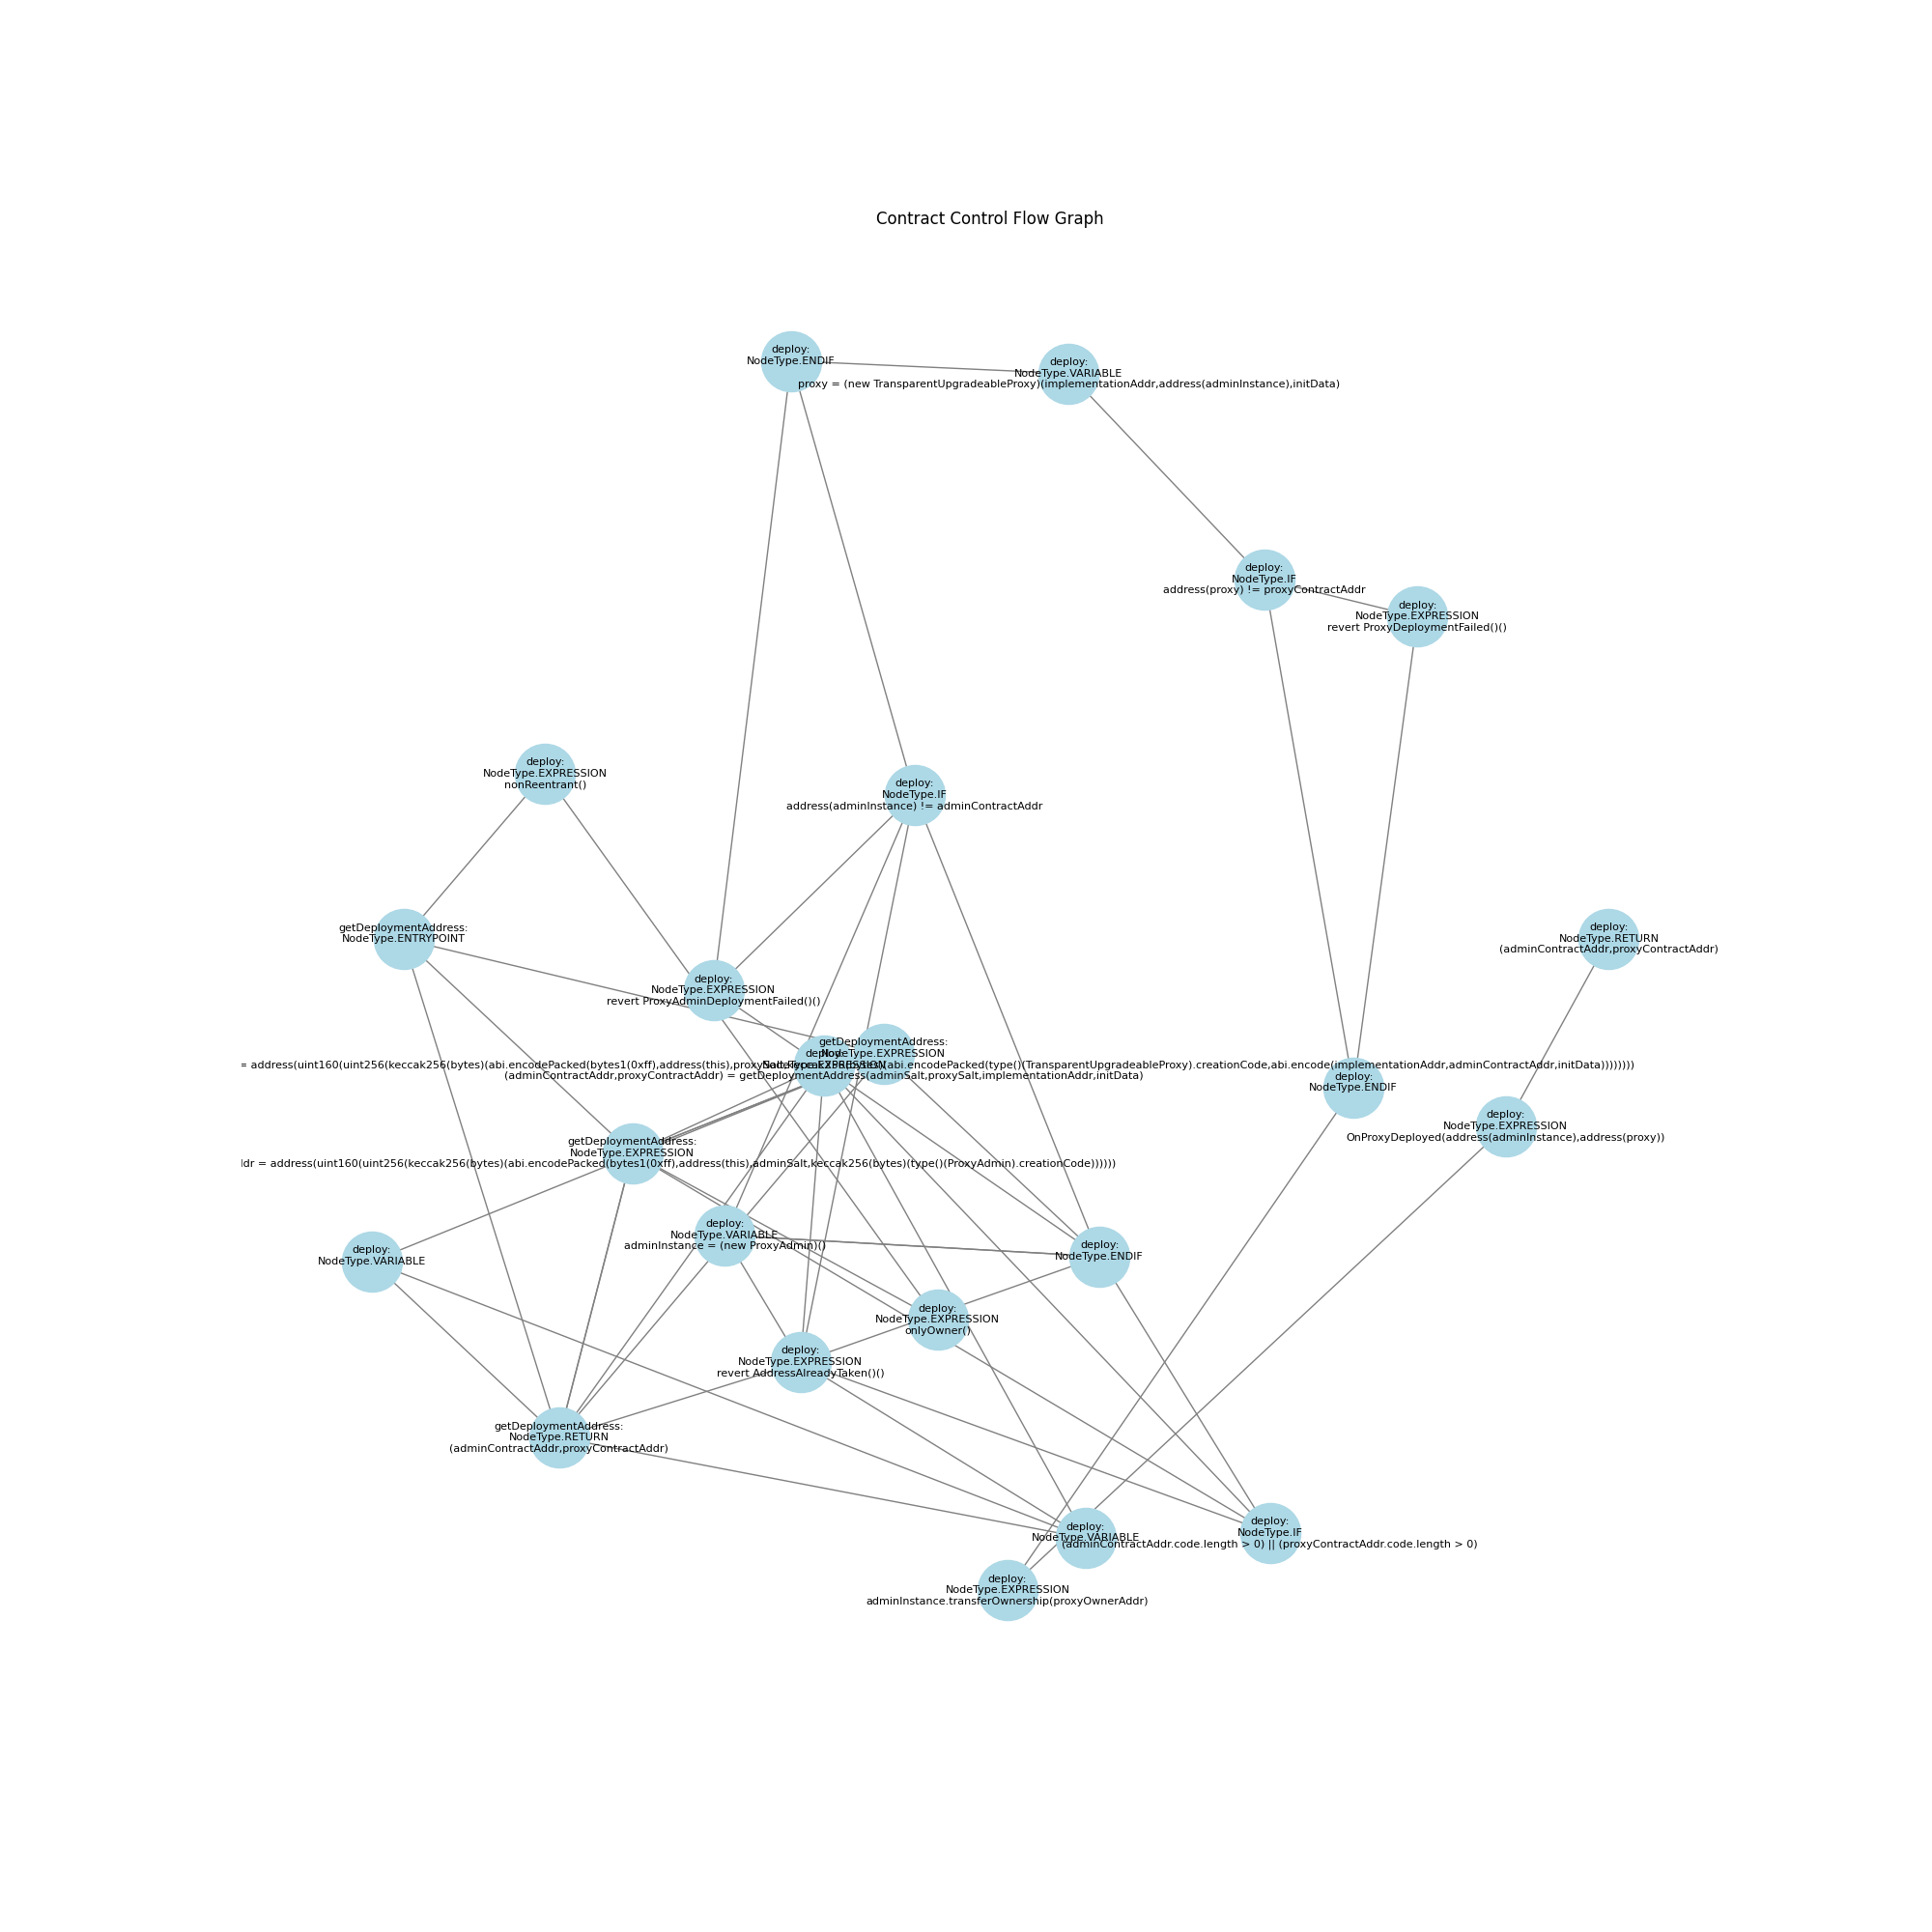 Contract Control Flow Graph
deploy:
NodeType.ENDIF
deploy:
NodeType.VARIABLE
proxy = (new TransparentUpgradeableProxy)(implementationAddr,address(adminInstance),initData)
deploy:
NodeType.IF
address(proxy) != proxyContractAddr
deploy:
NodeType.EXPRESSION
revert ProxyDeploymentFailed()()
deploy:
NodeType.EXPRESSION
nonReentrant()
deploy:
NodeType.IF
address(adminInstance) != adminContractAddr
getDeploymentAddress:
NodeType.ENTRYPOINT
deploy:
NodeType.RETURN
(adminContractAddr,proxyContractAddr)
deploy:
NodeType.EXPRESSION
revert ProxyAdminDeploymentFailed()()
getDeploymentAddress:
NodeType.EXPRESSION
= address(uint160(uint256(keccak256(bytes)(abi.encodePacked(bytes1(0xff),address(this),proxySalt,keccak256(bytes)(abi.encodePacked(type()(TransparentUpgradeableProxy).creationCode,abi.encode(implementationAddr,adminContractAddr,initData))))))))
deploy:
NodeType.EXPRESSION
(adminContractAddr,proxyContractAddr) = getDeploymentAddress(adminSalt,proxySalt,implementationAddr,initData)
deploy:
NodeType.ENDIF
deploy:
NodeType.EXPRESSION
OnProxyDeployed(address(adminInstance),address(proxy))
getDeploymentAddress:
NodeType.EXPRESSION
ddr = address(uint160(uint256(keccak256(bytes)(abi.encodePacked(bytes1(0xff),address(this),adminSalt,keccak256(bytes)(type()(ProxyAdmin).creationCode))))))
deploy:
NodeType.VARIABLE
adminInstance = (new ProxyAdmin)()
deploy:
NodeType.VARIABLE
deploy:
NodeType.ENDIF
deploy:
NodeType.EXPRESSION
onlyOwner()
deploy:
NodeType.EXPRESSION
revert AddressAlreadyTaken()()
getDeploymentAddress:
NodeType.RETURN
(adminContractAddr,proxyContractAddr)
deploy:
NodeType.VARIABLE
deploy:
NodeType.IF
(adminContractAddr.code.length > 0) || (proxyContractAddr.code.length > 0)
deploy:
NodeType.EXPRESSION
adminInstance.transferOwnership(proxyOwnerAddr)